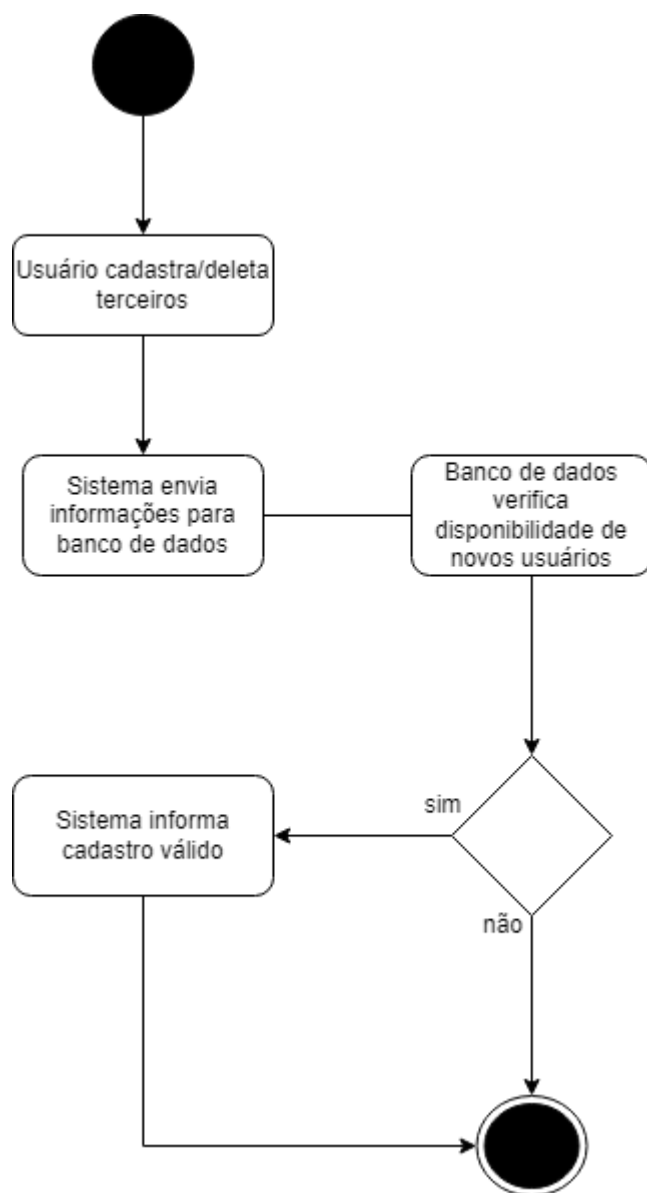 Usuário cadastra/deleta
terceiros
Sistema envia
informações para
banco de dados
Banco de dados
verifica
disponibilidade de
novos usuários
sim
Sistema informa
cadastro válido
não